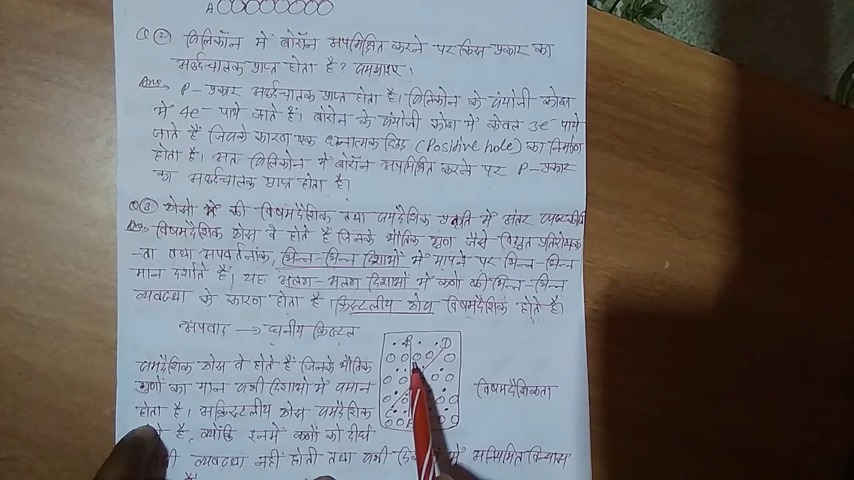 A
Q② सिलिकॉन में बोरॉन अपमिश्रित करने पर किस प्रकार का
अर्द्धचालक प्राप्त होता है? समझाइए।
Ans, P- प्रकार अर्द्धचालक प्राप्त होता है। सिलिकॉन के संयोजी कोश
में 4e⁻ पाये जाते हैं। बोरॉन के संयोजी कोश में केवल 3e⁻ पाये
जाते हैं जिसके कारण एक धनात्मक छिद्र (Positive hole) का निर्माण
होता है। अतः सिलिकॉन में बोरॉन अपमिश्रित करने पर P-प्रकार
का अर्द्धचालक प्राप्त होता है।
Q③ ठोसों की विषमदैशिक तथा समदैशिक प्रकृति में अंतर
Ans, विषमदैशिक ठोस वे होते हैं जिनके भौतिक गुण जैसे विद्युत प्रतिरोधक
-ता तथा अपवर्तनांक, भिन्न-भिन्न दिशाओं में मापने पर भिन्न-भिन्न
मान दर्शाते हैं। यह अलग-अलग दिशाओं में कणों की भिन्न-भिन्न
व्यवस्था के कारण होता है। क्रिस्टलीय ठोस विषमदैशिक होते हैं।
अपवाद → घनीय क्रिस्टल
D
समदैशिक ठोस वे होते हैं जिनके भौतिक
गुणों का मान सभी दिशाओं में समान
विषमदैशिकता
C
होता है। अक्रिस्टलीय ठोस समदैशिक
है, क्योंकि इनमें कणों की दीर्घ
व्यवस्था नहीं होती तथा सभी में अनियमित विन्यास